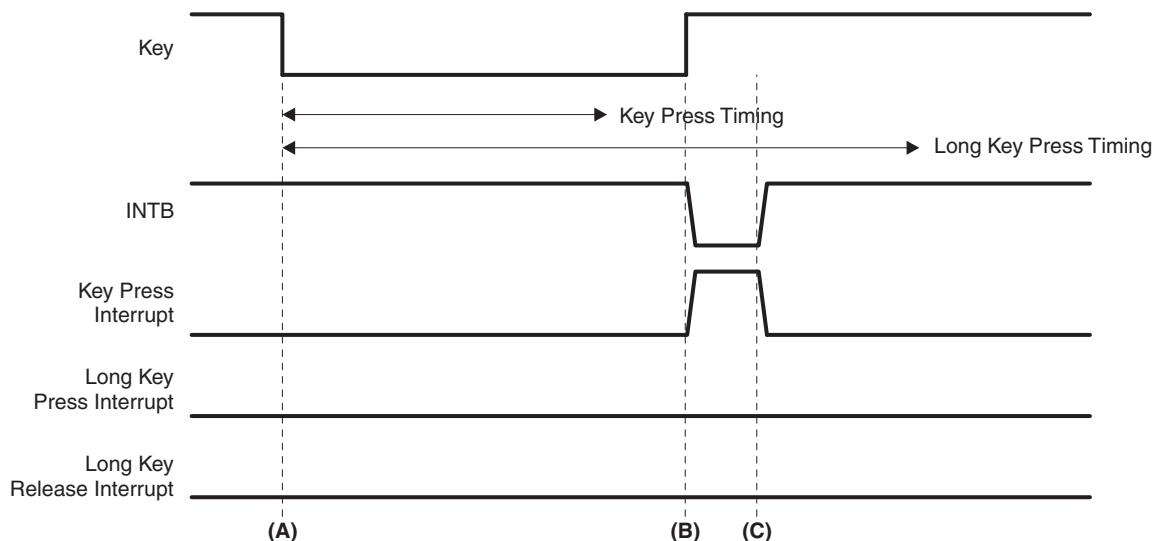 Key
Key Press Timing
Long Key Press Timing
INTB
Key Press
Interrupt
Long Key
Press Interrupt
Long Key
Release Interrupt
(A)
(B)
(C)